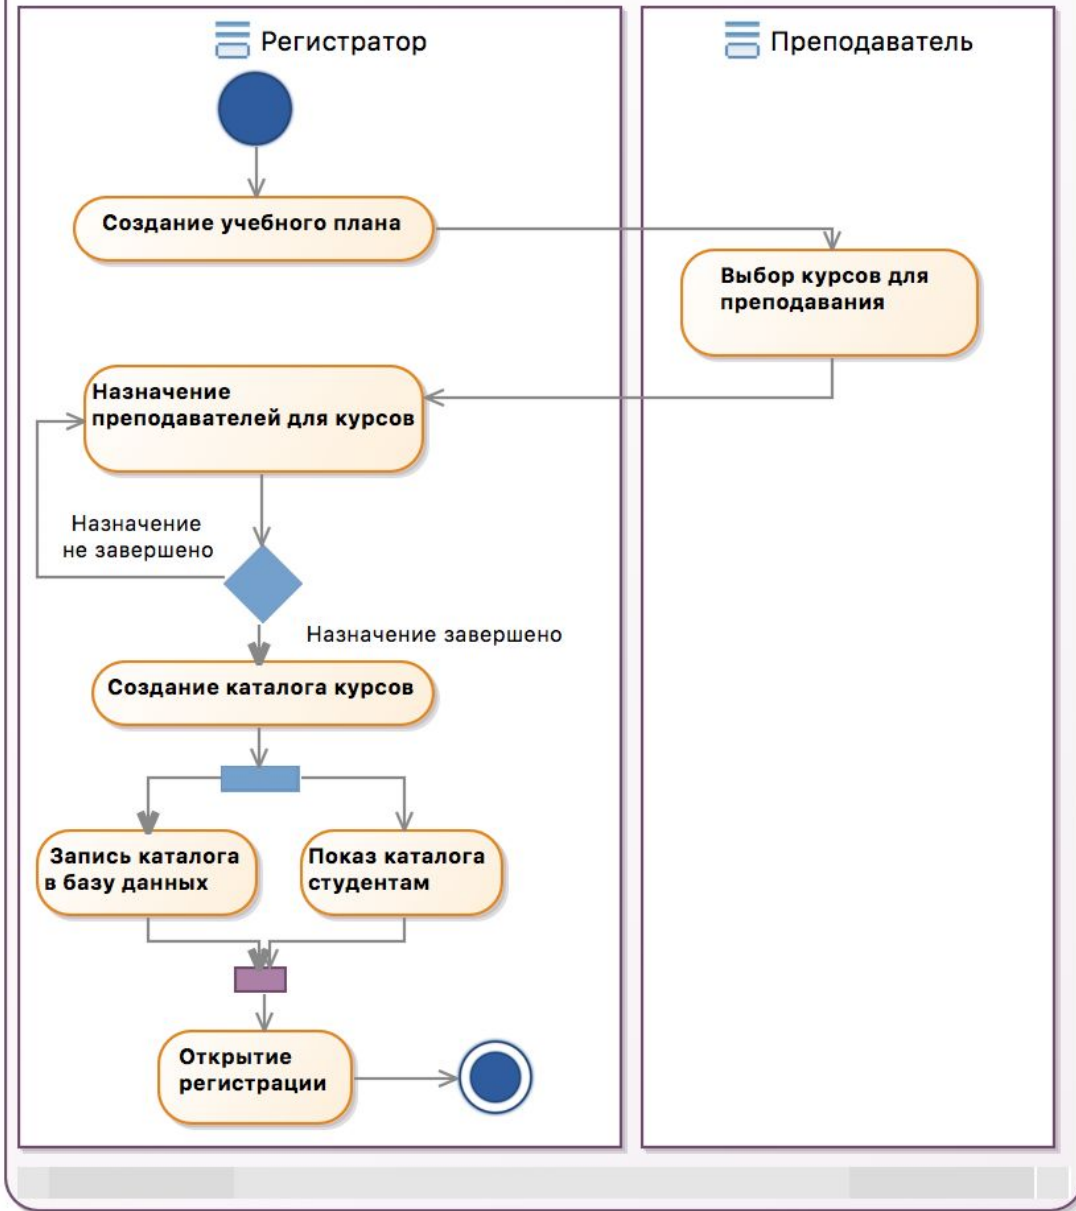 Регистратор
Преподаватель
Создание учебного плана
Выбор курсов для
преподавания
Назначение
преподавателей для курсов
Назначение
не завершено
Назначение завершено
Создание каталога курсов
Запись каталога
в базу данных
Показ каталога
студентам
Открытие
регистрации